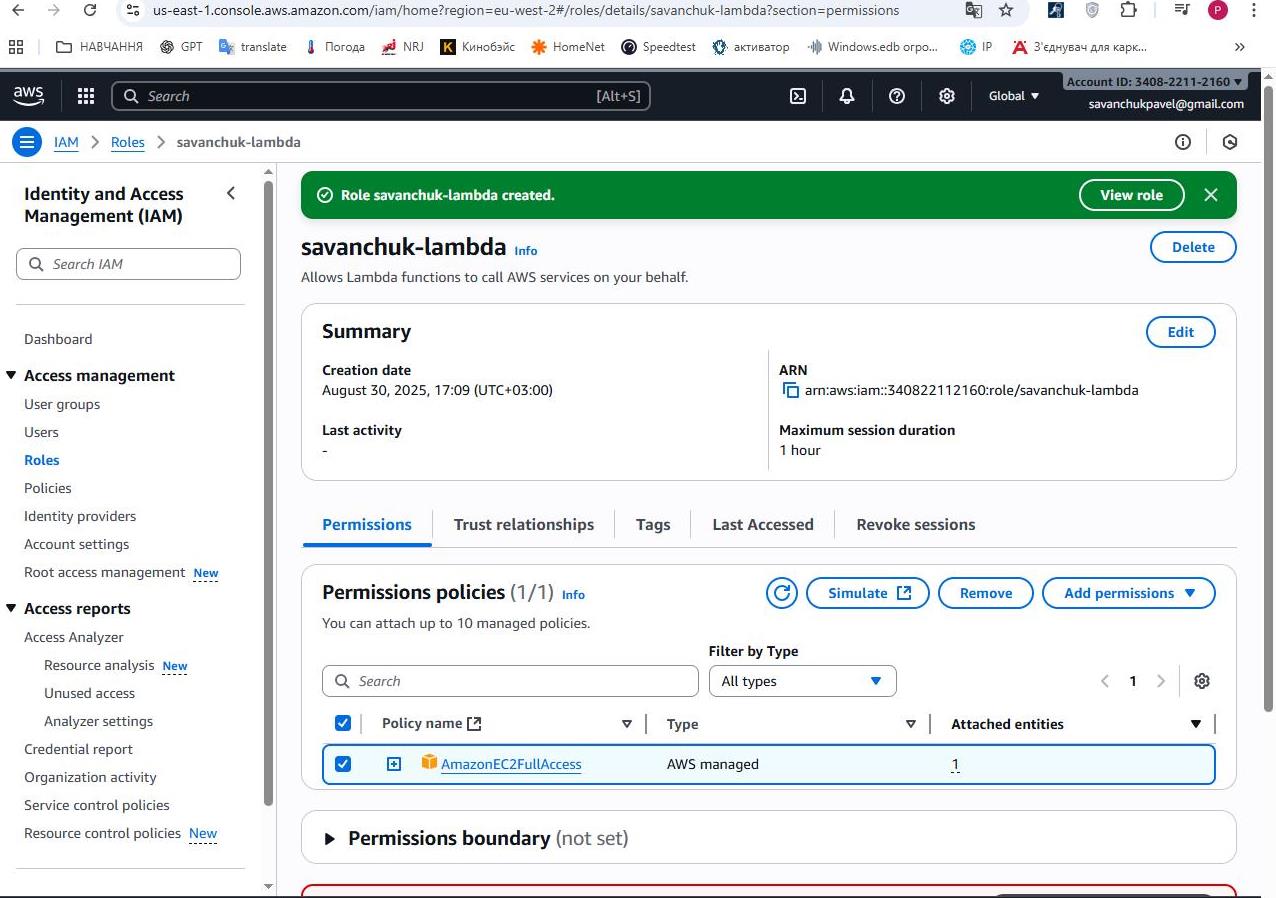 us-east-1.console.aws.amazon.com/iam/home?region=eu-west-2#/roles/details/savanchuk-lambda?section=permissions
P
НАВЧАННЯ
GPT
translate
Погода
NRJ
Кинобэйс
HomeNet
Speedtest
активатор
Windows.edb огро...
IP
З'єднувач для карк...
aws
Search
[Alt+S]
Global
Account ID: 3408-2211-2160
savanchukpavel@gmail.com
IAM
Roles
savanchuk-lambda
Identity and Access
Management (IAM)
Search IAM
Dashboard
Access management
User groups
Users
Roles
Policies
Identity providers
Account settings
Root access management New
Access reports
Access Analyzer
Resource analysis New
Unused access
Analyzer settings
Credential report
Organization activity
Service control policies
Resource control policies New
Role savanchuk-lambda created.
View role
savanchuk-lambda Info
Delete
Allows Lambda functions to call AWS services on your behalf.
Summary
Edit
Creation date
August 30, 2025, 17:09 (UTC+03:00)
ARN
arn:aws:iam::340822112160:role/savanchuk-lambda
Last activity
-
Maximum session duration
1 hour
Permissions
Trust relationships
Tags
Last Accessed
Revoke sessions
Permissions policies (1/1) Info
Simulate
Remove
Add permissions
You can attach up to 10 managed policies.
Filter by Type
Search
All types
1
Policy name
Type
Attached entities
AmazonEC2FullAccess
AWS managed
1
Permissions boundary (not set)